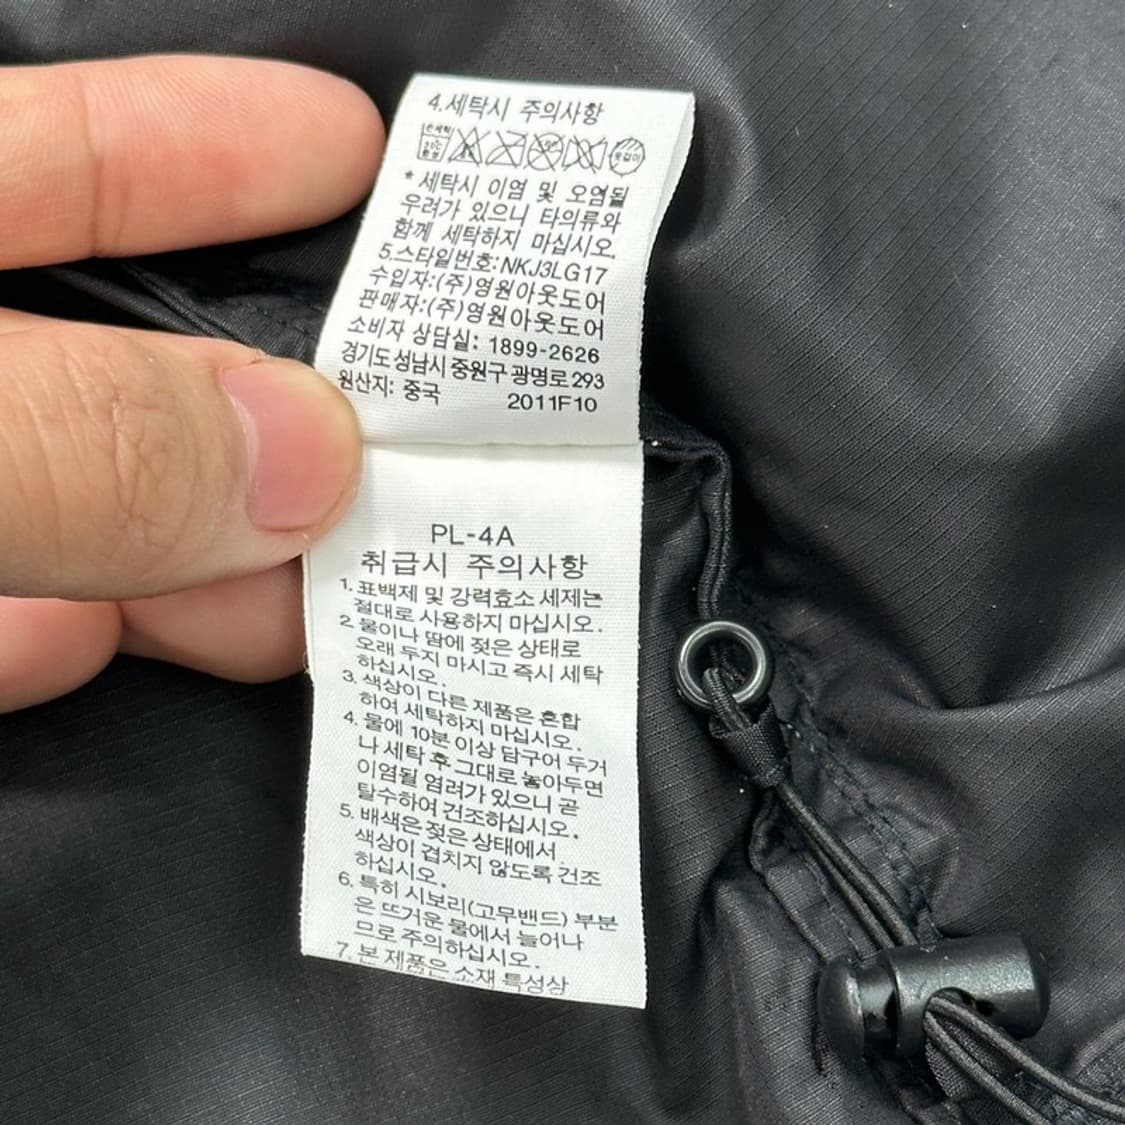 4.세탁시 주의사항
손세탁
30℃
중성
옷걸이
* 세탁시 이염 및 오염될
우려가 있으니 타의류와
함께 세탁하지 마십시오.
5.스타일번호:NKJ3LG17
수입자:(주)영원아웃도어
판매자:(주)영원아웃도어
소비자 상담실: 1899-2626
경기도성남시중원구광명로293
원산지: 중국 2011F10
PL-4A
취급시 주의사항
1. 표백제 및 강력효소 세제는
절대로 사용하지 마십시오.
2. 물이나 땀에 젖은 상태로
오래 두지 마시고 즉시 세탁
하십시오.
3. 색상이 다른 제품은 혼합
하여 세탁하지 마십시오.
4. 물에 10분 이상 담구어 두거
나 세탁 후 그대로 놓아두면
이염될 염려가 있으니 곧
탈수하여 건조하십시오.
5. 배색은 젖은 상태에서
색상이 겹치지 않도록 건조
하십시오.
6. 특히 시보리(고무밴드) 부분
은 뜨거운 물에서 늘어나
므로 주의하십시오.
7. 본 제품은 소재 특성상